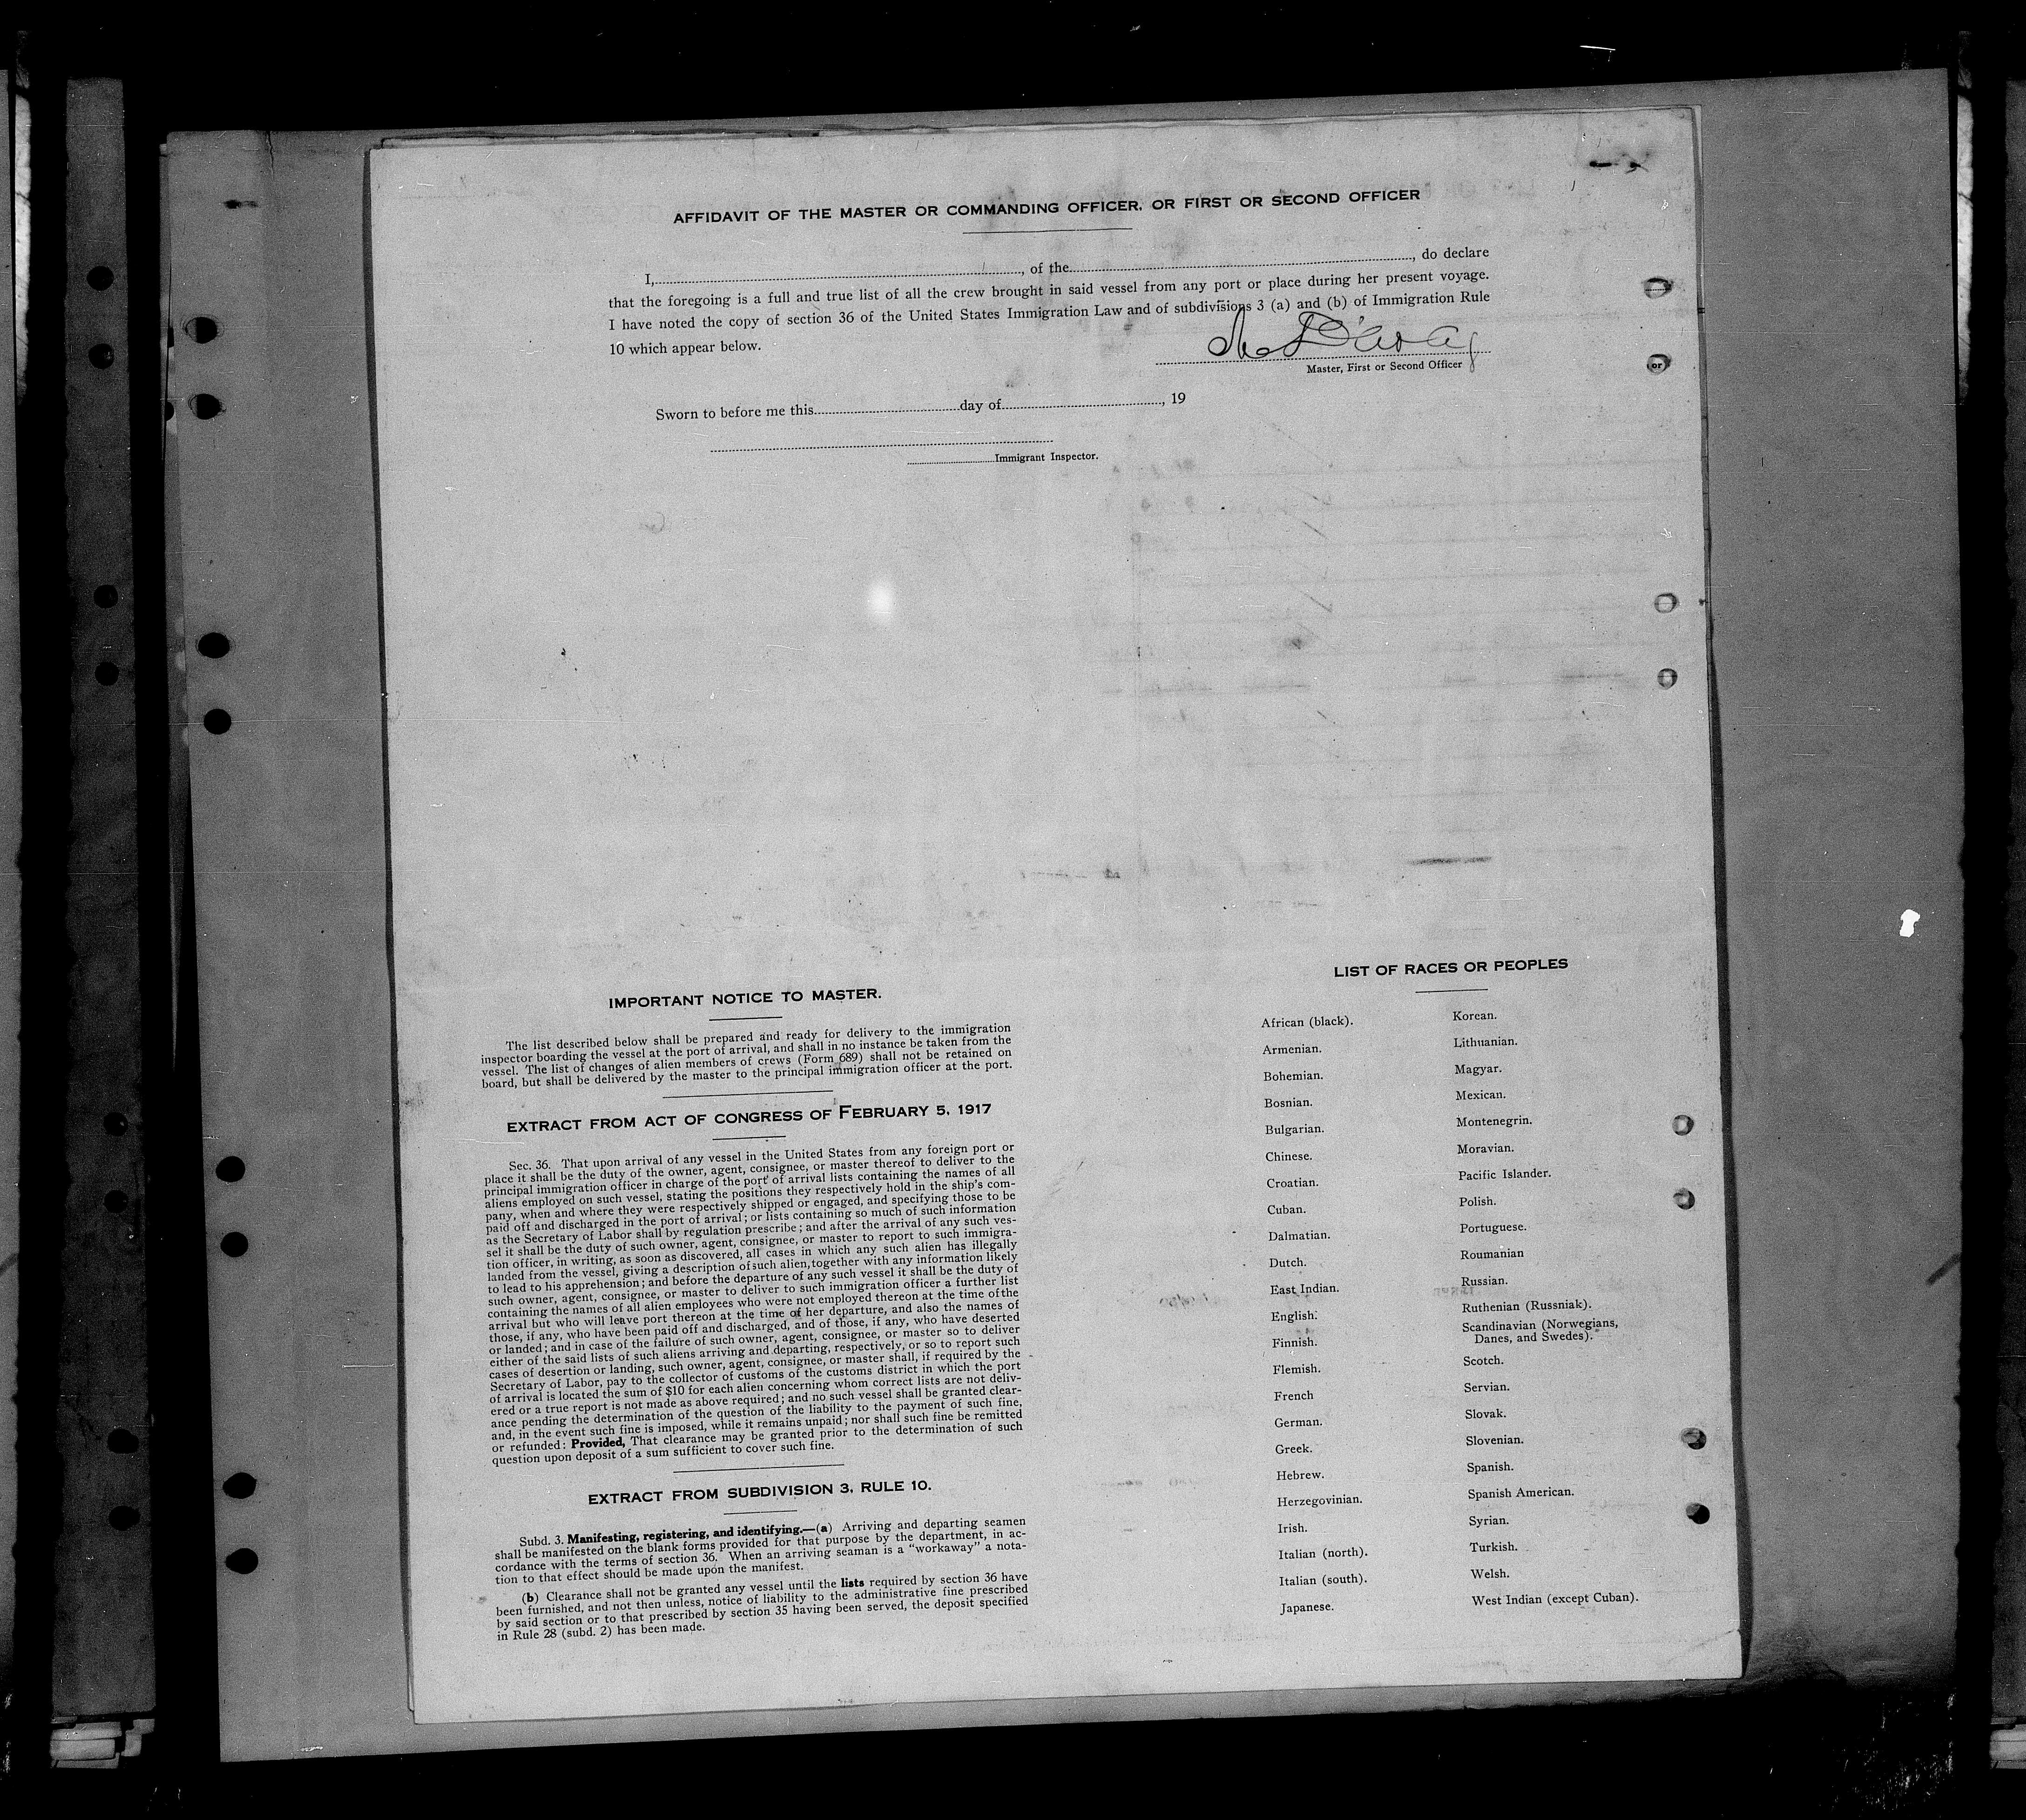 AFFIDAVIT OF THE MASTER OR COMMANDING OFFICER, OR FIRST OR SECOND OFFICER
I,, of the, do declare
that the foregoing is a full and true list of all the crew brought in said vessel from any port or place during her present voyage.
I have noted the copy of section 36 of the United States Immigration Law and of subdivisions 3 (a) and (b) of Immigration Rule
10 which appear below.
Master, First or Second Officer
Sworn to before me this day of, 19
Immigrant Inspector.
IMPORTANT NOTICE TO MASTER.
The list described below shall be prepared and ready for delivery to the immigration
inspector boarding the vessel at the port of arrival, and shall in no instance be taken from the
vessel. The list of changes of alien members of crews (Form 689) shall not be retained on
board, but shall be delivered by the master to the principal immigration officer at the port.
EXTRACT FROM ACT OF CONGRESS OF FEBRUARY 5, 1917
Sec. 36. That upon arrival of any vessel in the United States from any foreign port or
place it shall be the duty of the owner, agent, consignee, or master thereof to deliver to the
principal immigration officer in charge of the port of arrival lists containing the names of all
aliens employed on such vessel, stating the positions they respectively hold in the ship's com-
pany, when and where they were respectively shipped or engaged, and specifying those to be
paid off and discharged in the port of arrival; or lists containing so much of such information
as the Secretary of Labor shall by regulation prescribe; and after the arrival of any such ves-
sel it shall be the duty of such owner, agent, consignee, or master to report to such immigra-
tion officer, in writing, as soon as discovered, all cases in which any such alien has illegally
landed from the vessel, giving a description of such alien, together with any information likely
to lead to his apprehension; and before the departure of any such vessel it shall be the duty of
such owner, agent, consignee, or master to deliver to such immigration officer a further list
containing the names of all alien employees who were not employed thereon at the time of the
arrival but who will leave port thereon at the time of her departure, and also the names of
those, if any, who have been paid off and discharged, and of those, if any, who have deserted
or landed; and in case of the failure of such owner, agent, consignee, or master so to deliver
either of the said lists of such aliens arriving and departing, respectively, or so to report such
cases of desertion or landing, such owner, agent, consignee, or master shall, if required by the
Secretary of Labor, pay to the collector of customs of the customs district in which the port
of arrival is located the sum of $10 for each alien concerning whom correct lists are not deliv-
ered or a true report is not made as above required; and no such vessel shall be granted clear-
ance pending the determination of the question of the liability to the payment of such fine,
and, in the event such fine is imposed, while it remains unpaid; nor shall such fine be remitted
or refunded: Provided, That clearance may be granted prior to the determination of such
question upon deposit of a sum sufficient to cover such fine.
EXTRACT FROM SUBDIVISION 3, RULE 10.
Subd. 3. Manifesting, registering, and identifying.—(a) Arriving and departing seamen
shall be manifested on the blank forms provided for that purpose by the department, in ac-
cordance with the terms of section 36. When an arriving seaman is a "workaway" a nota-
tion to that effect should be made upon the manifest.
(b) Clearance shall not be granted any vessel until the lists required by section 36 have
been furnished, and not then unless, notice of liability to the administrative fine prescribed
by said section or to that prescribed by section 35 having been served, the deposit specified
in Rule 28 (subd. 2) has been made.
LIST OF RACES OR PEOPLES
African (black).
Armenian.
Bohemian.
Bosnian.
Bulgarian.
Chinese.
Croatian.
Cuban.
Dalmatian.
Dutch.
East Indian.
English.
Finnish.
Flemish.
French
German.
Greek.
Hebrew.
Herzegovinian.
Irish.
Italian (north).
Italian (south).
Japanese.
Korean.
Lithuanian.
Magyar.
Mexican.
Montenegrin.
Moravian.
Pacific Islander.
Polish.
Portuguese.
Roumanian
Russian.
Ruthenian (Russniak).
Scandinavian (Norwegians,
Danes, and Swedes).
Scotch.
Servian.
Slovak.
Slovenian.
Spanish.
Spanish American.
Syrian.
Turkish.
Welsh.
West Indian (except Cuban).